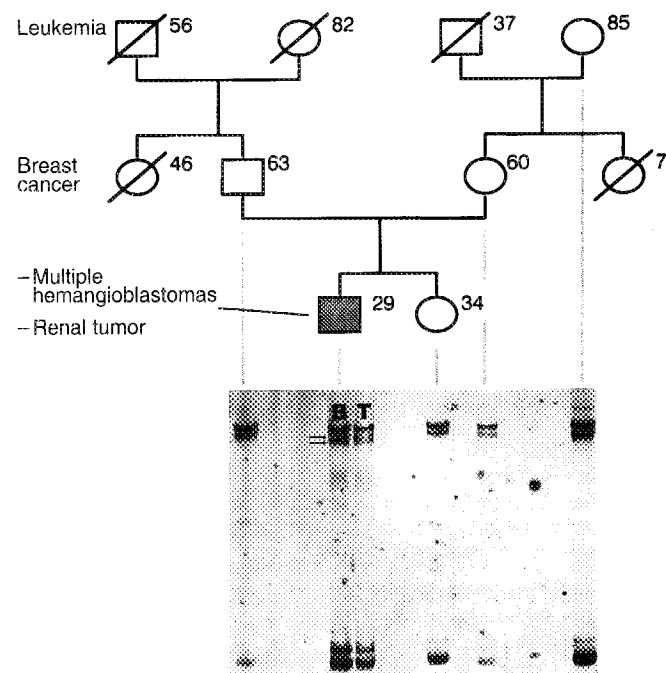 Leukemia 56 82 37 85
Breast
cancer 46 63 60 7
–Multiple
hemangioblastomas
–Renal tumor
29 34
B T